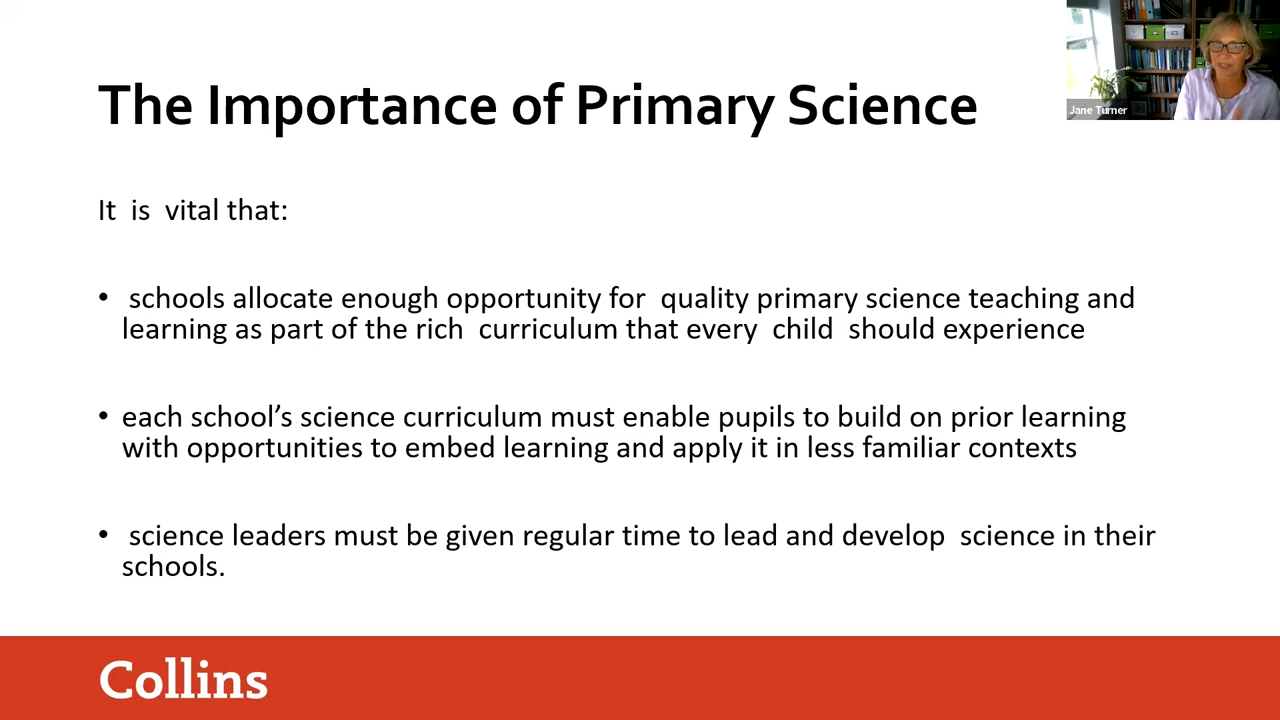 The Importance of Primary Science
Jane Turner
It is vital that:
• schools allocate enough opportunity for quality primary science teaching and
learning as part of the rich curriculum that every child should experience
• each school’s science curriculum must enable pupils to build on prior learning
with opportunities to embed learning and apply it in less familiar contexts
• science leaders must be given regular time to lead and develop science in their
schools.
Collins